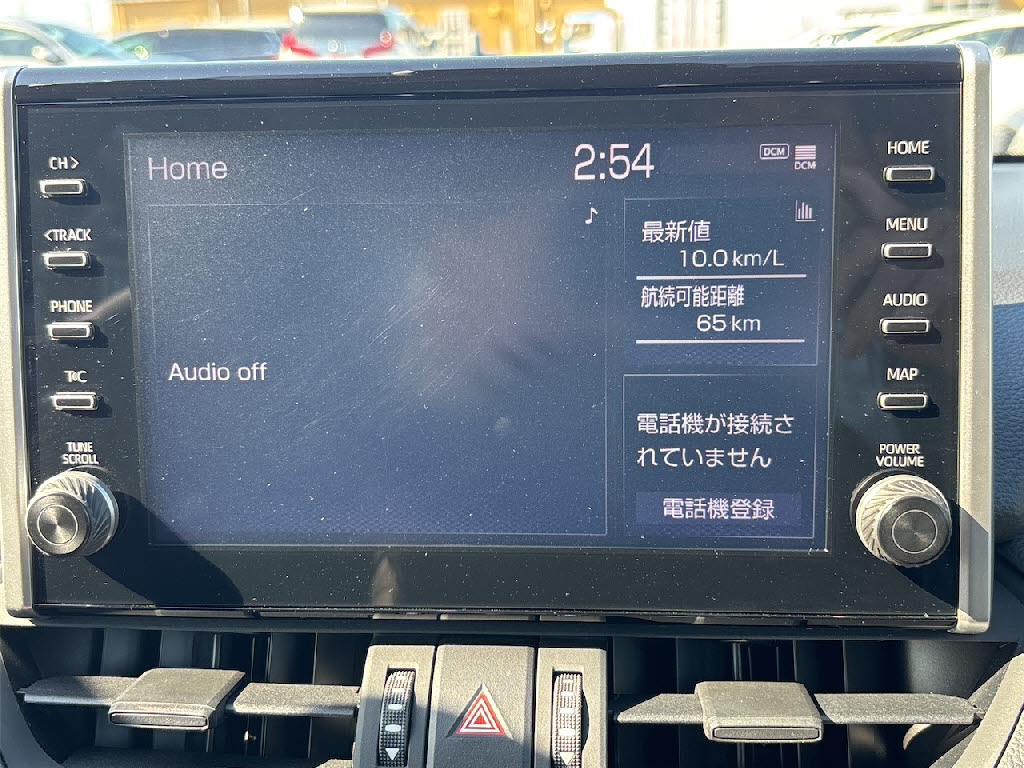 CH >
< TRACK
PHONE
T·C
TUNE
SCROLL
Home
2:54
DCM
DCM
Audio off
最新値
10.0 km/L
航続可能距離
65 km
電話機が接続さ
れていません
電話機登録
HOME
MENU
AUDIO
MAP
POWER
VOLUME